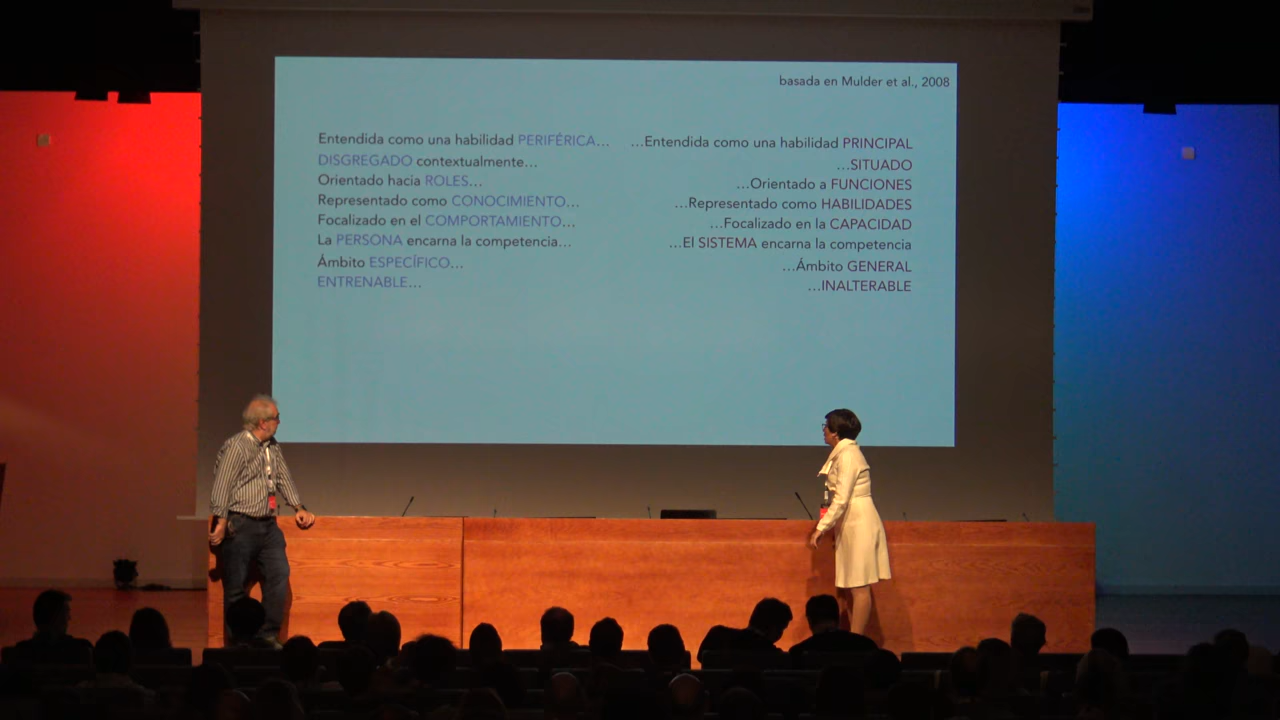 basada en Mulder et al., 2008
Entendida como una habilidad PERIFÉRICA... ...Entendida como una habilidad PRINCIPAL
DISGREGADO contextualmente... ...SITUADO
Orientado hacia ROLES... ...Orientado a FUNCIONES
Representado como CONOCIMIENTO... ...Representado como HABILIDADES
Focalizado en el COMPORTAMIENTO... ...Focalizado en la CAPACIDAD
La PERSONA encarna la competencia... ...El SISTEMA encarna la competencia
Ámbito ESPECÍFICO... ...Ámbito GENERAL
ENTRENABLE... ...INALTERABLE